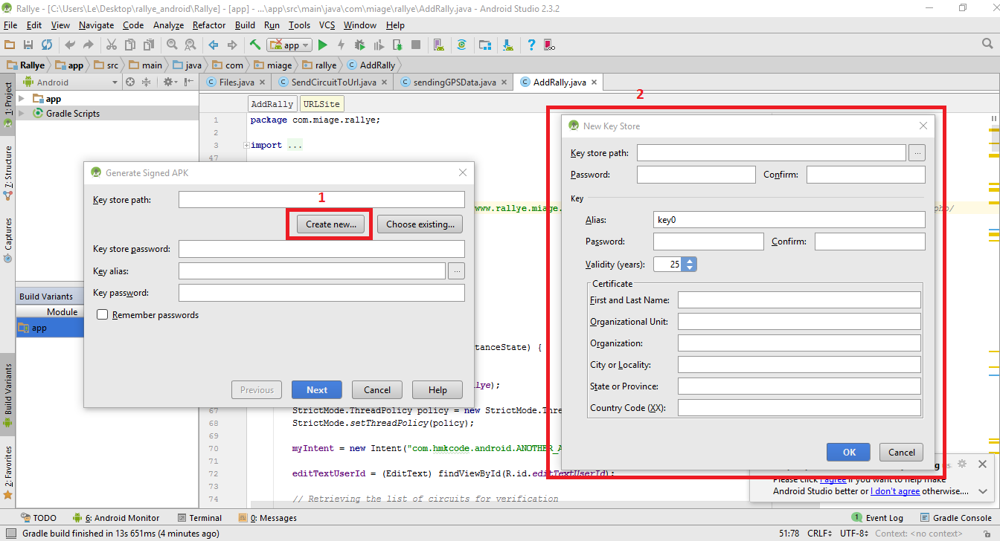 Rallye - [C:\Users\Le\Desktop\rallye_android\Rallye] - [app] - ...\app\src\main\java\com\miage\rallye\AddRally.java - Android Studio 2.3.2
File Edit View Navigate Code Analyze Refactor Build Run Tools VCS Window Help
app
Rallye app src main java com miage rallye AddRally
Android
Files.java SendCircuitToUrl.java sendingGPSData.java AddRally.java
1: Project
7: Structure
Captures
Build Variants
2: Favorites
app
Gradle Scripts
Build Variants
Module
app
AddRally URLSite
1 package com.miage.rallye;
2
3 import ...
47
www.rallye.miage.
php/
tanceState) {
lye);
67 StrictMode.ThreadPolicy policy = new StrictMode.Thre
68 StrictMode.setThreadPolicy(policy);
69
70 myIntent = new Intent("com.hmkcode.android.ANOTHER_A
71
72 editTextUserId = (EditText) findViewById(R.id.editTextUserId);
73
74 // Retrieving the list of circuits for verification
Generate Signed APK
Key store path:
1
Create new... Choose existing...
Key store password:
Key alias:
...
Key password:
Remember passwords
Previous Next Cancel Help
2
New Key Store
Key store path:
...
Password: Confirm:
Key
Alias: key0
Password: Confirm:
Validity (years): 25
Certificate
First and Last Name:
Organizational Unit:
Organization:
City or Locality:
State or Province:
Country Code (XX):
OK Cancel
Please click I agree if you want to help make
Android Studio better or I don't agree otherwise....
TODO 6: Android Monitor Terminal 0: Messages 1 Event Log Gradle Console
Gradle build finished in 13s 651ms (4 minutes ago) 51:78 CRLF UTF-8 Context: <no context>